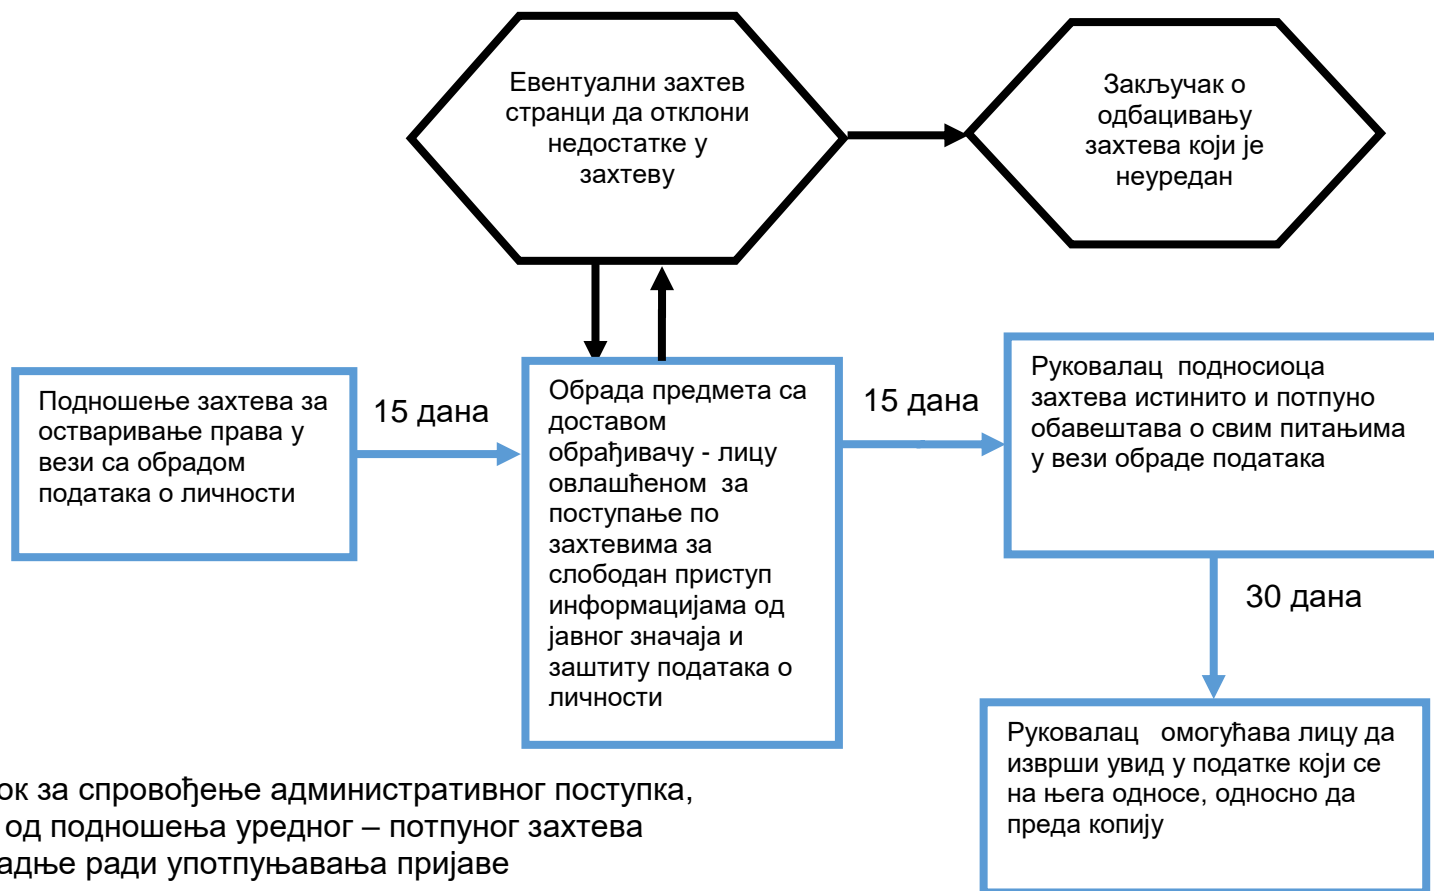 Евентуални захтев
странци да отклони
недостатке у
захтеву
Закључак о
одбацивању
захтева који је
неуредан
Подношење захтева за
остваривање права у
вези са обрадом
података о личности
15 дана
Обрада предмета са
доставом
обрађивачу - лицу
овлашћеном за
поступање по
захтевима за
слободан приступ
информацијама од
јавног значаја и
заштиту података о
личности
15 дана
Руковалац подносиоца
захтева истинито и потпуно
обавештава о свим питањима
у вези обраде података
30 дана
Руковалац омогућава лицу да
изврши увид у податке који се
на њега односе, односно да
преда копију
за спровођење административног поступка,
од подношења уредног – потпуног захтева
ради употпуњавања пријаве